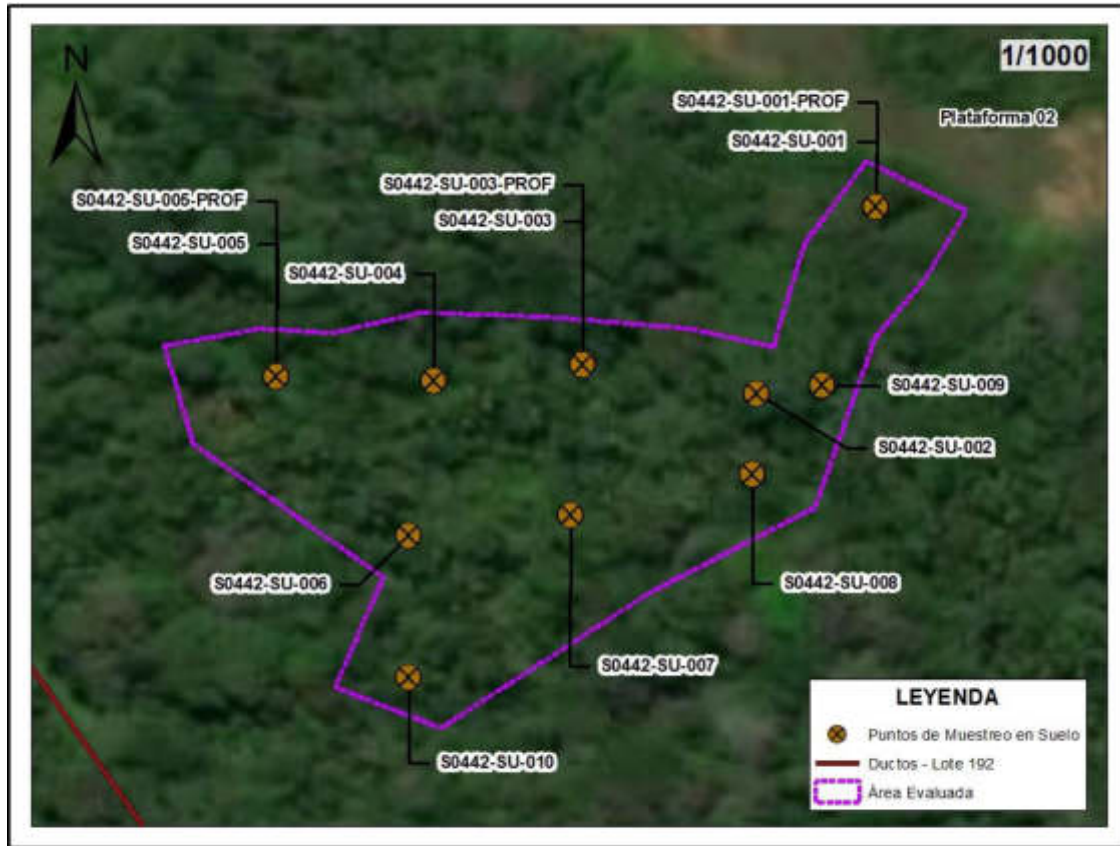 N
1/1000
S0442-SU-001-PROF
Plataforma 02
S0442-SU-001
S0442-SU-003-PROF
S0442-SU-005-PROF
S0442-SU-003
S0442-SU-005
S0442-SU-004
S0442-SU-009
S0442-SU-002
S0442-SU-006
S0442-SU-008
S0442-SU-007
S0442-SU-010
LEYENDA
Puntos de Muestreo en Suelo
Ductos - Lote 192
Área Evaluada